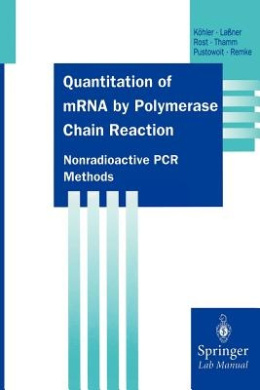 Köhler · Laßner
Rost · Thamm
Pustowoit · Remke
Quantitation of
mRNA by Polymerase
Chain Reaction
Nonradioactive PCR
Methods
Springer
Lab Manual